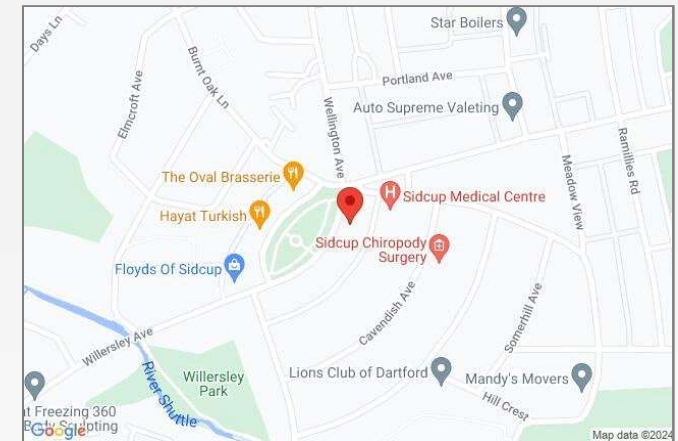 Days Ln
Star Boilers
Burnt Oak Ln
Elmcroft Ave
Wellington Ave
Portland Ave
Auto Supreme Valeting
Ramillies Rd
Meadow View
The Oval Brasserie
Sidcup Medical Centre
Hayat Turkish
Sidcup Chiropody
Surgery
Floyds Of Sidcup
Cavendish Ave
Somerhill Ave
Willersley Ave
River Shuttle
Willersley
Park
Lions Club of Dartford
Mandy's Movers
Hill Crest
at Freezing 360
Body Sculpting
Google
Map data ©2024